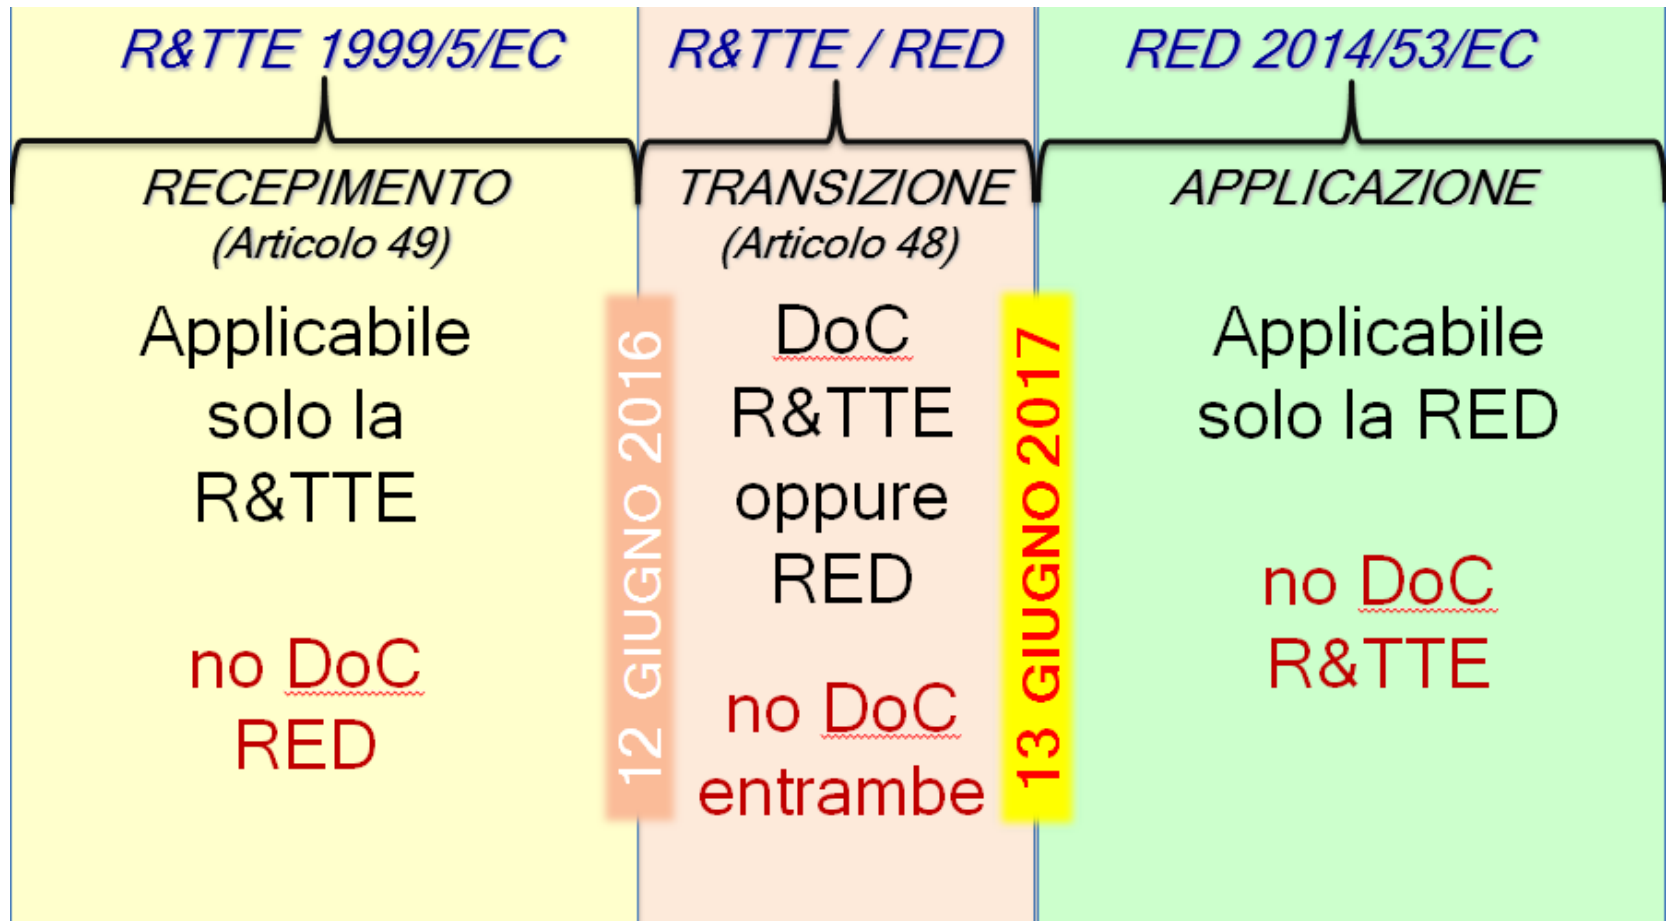 R&TTE 1999/5/EC
RECEPIMENTO
(Articolo 49)
Applicabile
solo la
R&TTE
no DoC
RED
12 GIUGNO 2016
R&TTE / RED
TRANSIZIONE
(Articolo 48)
DoC
R&TTE
oppure
RED
no DoC
entrambe
13 GIUGNO 2017
RED 2014/53/EC
APPLICAZIONE
Applicabile
solo la RED
no DoC
R&TTE